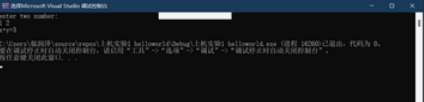 选择Microsoft Visual Studio 调试控制台
enter two number:
1 2
x+y=3
C:\Users\润泽\source\repos\上机实验1 helloworld\Debug\上机实验1 helloworld.exe (进程 16260)已退出，代码为 0。
要在调试停止时自动关闭控制台，请启用“工具”->“选项”->“调试”->“调试停止时自动关闭控制台”。
按任意键关闭此窗口. . .